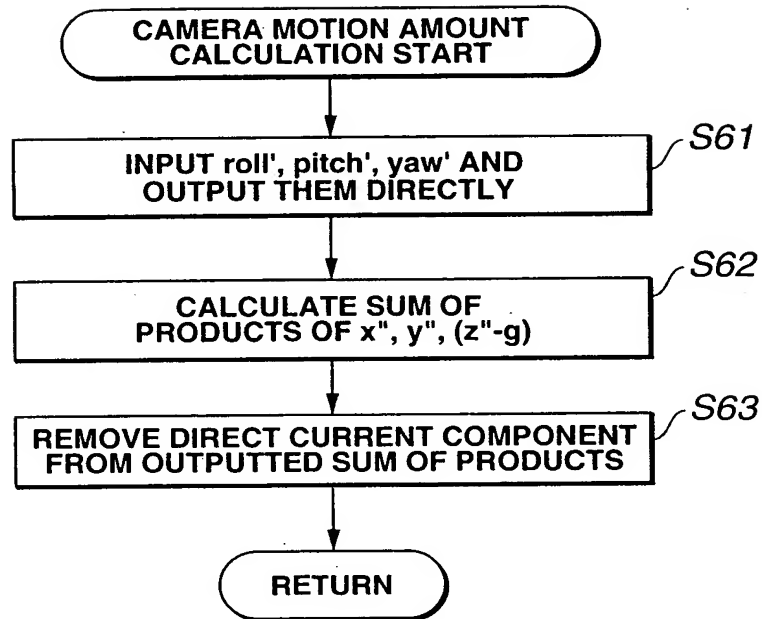 CAMERA MOTION AMOUNT
CALCULATION START
S61
INPUT roll', pitch', yaw' AND
OUTPUT THEM DIRECTLY
S62
CALCULATE SUM OF
PRODUCTS OF x", y", (z"-g)
S63
REMOVE DIRECT CURRENT COMPONENT
FROM OUTPUTTED SUM OF PRODUCTS
RETURN